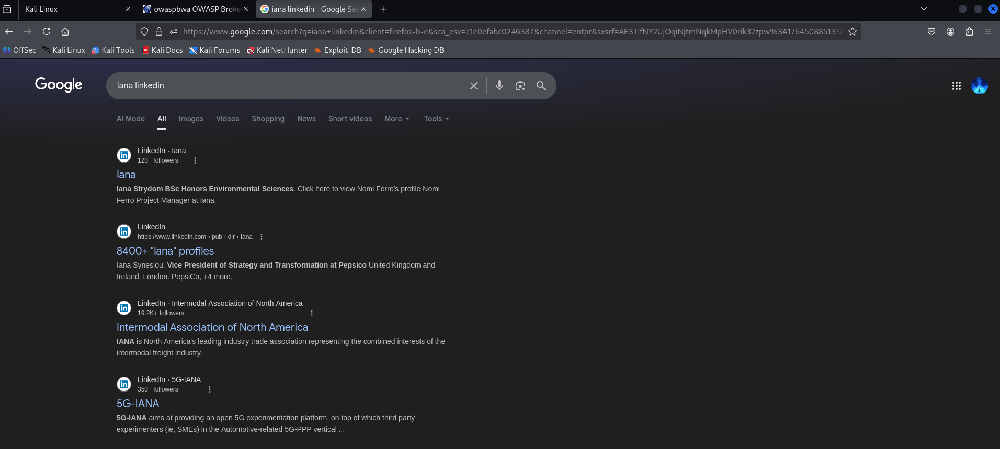 Kali Linux
owaspbwa OWASP Broke
iana linkedin - Google Sea
https://www.google.com/search?q=iana+linkedin&client=firefox-b-e&sca_esv=c1e0efabc0246387&channel=entpr&sxsrf=AE3TifNY2UjOqiNjtmNqkMpHV0rik32zpw%3A1764508851338
OffSec
Kali Linux
Kali Tools
Kali Docs
Kali Forums
Kali NetHunter
Exploit-DB
Google Hacking DB
Google
iana linkedin
AI Mode
All
Images
Videos
Shopping
News
Short videos
More
Tools
LinkedIn · Iana
120+ followers
Iana
Iana Strydom BSc Honors Environmental Sciences. Click here to view Nomi Ferro's profile Nomi
Ferro Project Manager at Iana.
LinkedIn
https://www.linkedin.com › pub › dir › Iana
8400+ "Iana" profiles
Iana Synesiou. Vice President of Strategy and Transformation at Pepsico United Kingdom and
Ireland. London. PepsiCo, +4 more.
LinkedIn · Intermodal Association of North America
19.2K+ followers
Intermodal Association of North America
IANA is North America's leading industry trade association representing the combined interests of the
intermodal freight industry.
LinkedIn · 5G-IANA
350+ followers
5G-IANA
5G-IANA aims at providing an open 5G experimentation platform, on top of which third party
experimenters (ie, SMEs) in the Automotive-related 5G-PPP vertical ...